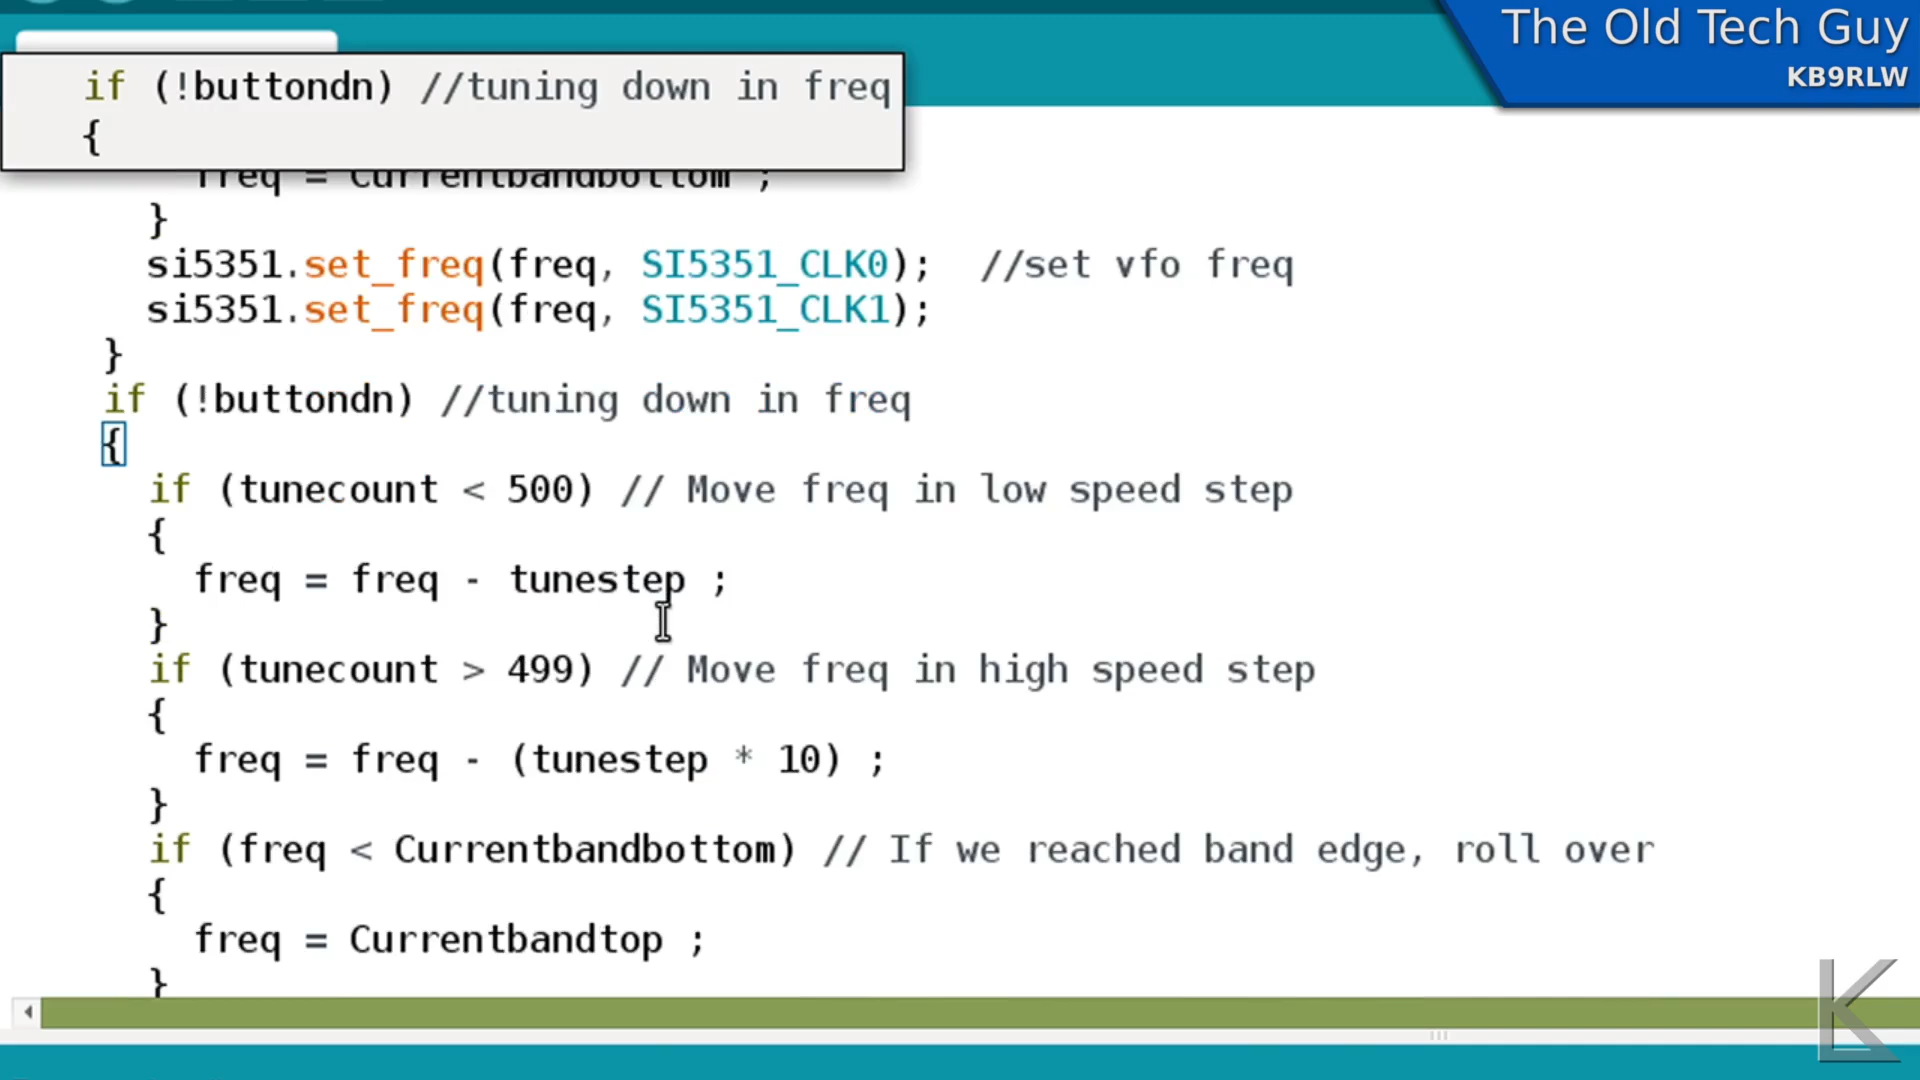 The Old Tech Guy
KB9RLW
if (!buttondn) //tuning down in freq
{
freq = Currentbandbottom ;
}
si5351.set_freq(freq, SI5351_CLK0);  //set vfo freq
si5351.set_freq(freq, SI5351_CLK1);
}
if (!buttondn) //tuning down in freq
{
if (tunecount < 500) // Move freq in low speed step
{
freq = freq - tunestep ;
}
if (tunecount > 499) // Move freq in high speed step
{
freq = freq - (tunestep * 10) ;
}
if (freq < Currentbandbottom) // If we reached band edge, roll over
{
freq = Currentbandtop ;
}
K